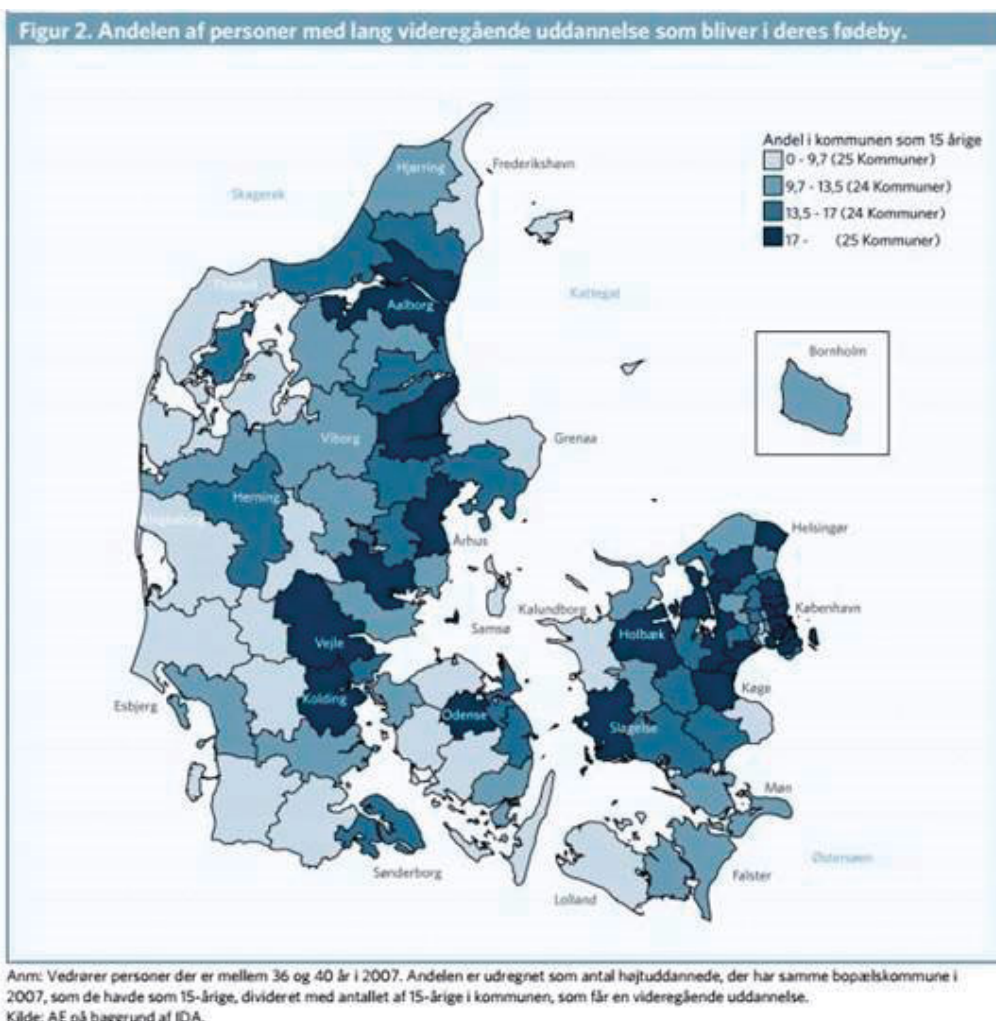 Figur 2. Andelen af personer med lang videregående uddannelse som bliver i deres fødeby.
Andel i kommunen som 15 årige
0 - 9,7 (25 Kommuner)
9,7 - 13,5 (24 Kommuner)
13,5 - 17 (24 Kommuner)
17 - (25 Kommuner)
Hjørring
Frederikshavn
Skagerak
Kattegat
Aalborg
Bornholm
Viborg
Grenaa
Herning
Århus
Helsingør
København
Kalundborg
Samsø
Holbæk
Vejle
Køge
Esbjerg
Kolding
Odense
Slagelse
Møn
Sønderborg
Falster
Lolland
Østersøen
Anm: Vedrører personer der er mellem 36 og 40 år i 2007. Andelen er udregnet som antal højtuddannede, der har samme bopælskommune i
2007, som de havde som 15-årige, divideret med antallet af 15-årige i kommunen, som får en videregående uddannelse.
Kilde: AE på baggrund af IDA.